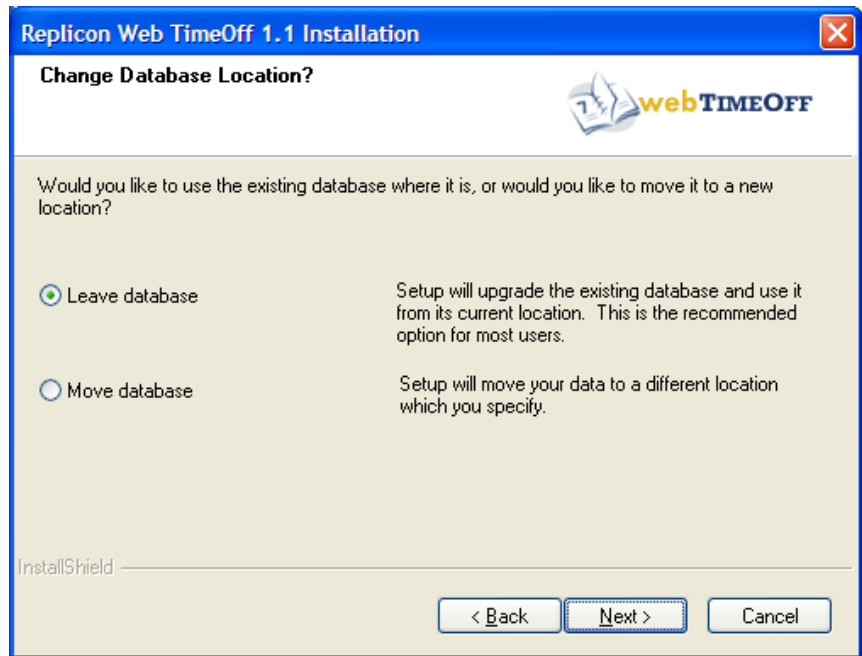 Replicon Web TimeOff 1.1 Installation
Change Database Location?
webTIMEOFF
Would you like to use the existing database where it is, or would you like to move it to a new
location?
Leave database
Setup will upgrade the existing database and use it
from its current location.  This is the recommended
option for most users.
Move database
Setup will move your data to a different location
which you specify.
InstallShield
< Back
Next >
Cancel